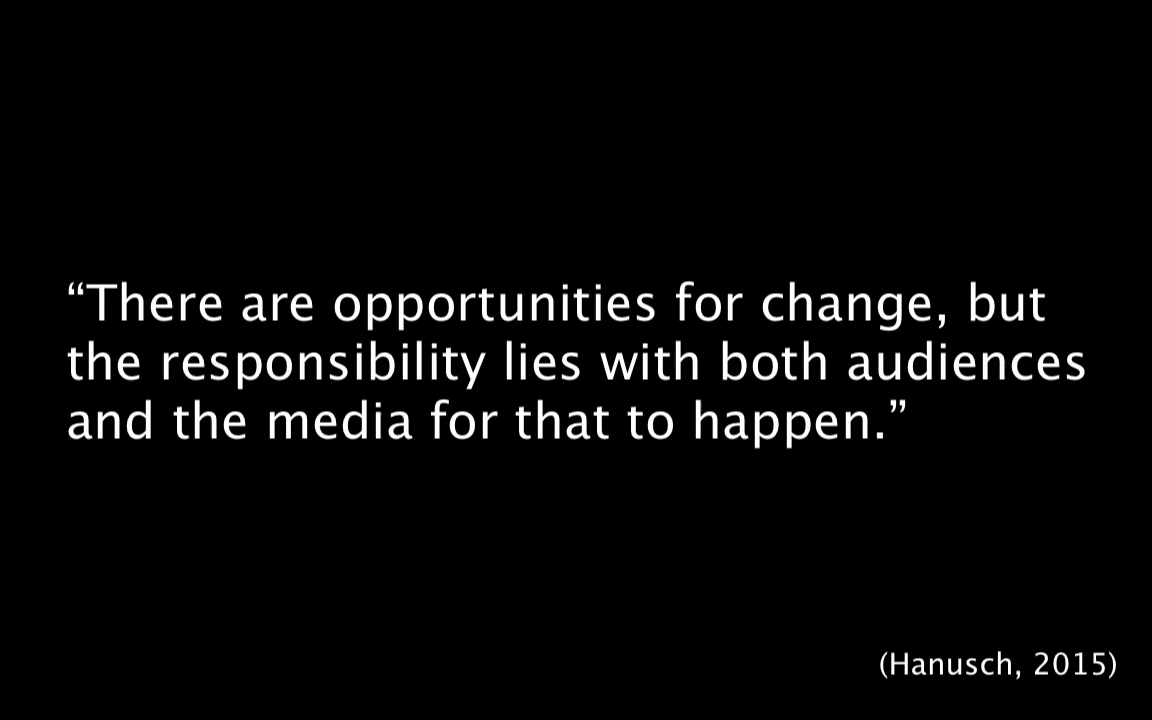 “There are opportunities for change, but
the responsibility lies with both audiences
and the media for that to happen.”
(Hanusch, 2015)